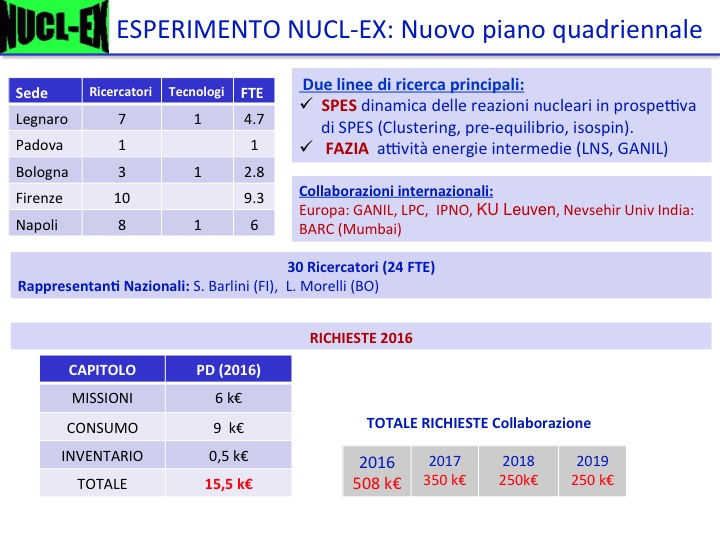 NUCL-EX
ESPERIMENTO NUCL-EX: Nuovo piano quadriennale
Sede Ricercatori Tecnologi FTE
Legnaro 7 1 4.7
Padova 1 1
Bologna 3 1 2.8
Firenze 10 9.3
Napoli 8 1 6
Due linee di ricerca principali:
✓ SPES dinamica delle reazioni nucleari in prospettiva
di SPES (Clustering, pre-equilibrio, isospin).
✓ FAZIA attività energie intermedie (LNS, GANIL)
Collaborazioni internazionali:
Europa: GANIL, LPC, IPNO, KU Leuven, Nevsehir Univ India:
BARC (Mumbai)
30 Ricercatori (24 FTE)
Rappresentanti Nazionali: S. Barlini (FI), L. Morelli (BO)
RICHIESTE 2016
CAPITOLO PD (2016)
MISSIONI 6 k€
CONSUMO 9 k€
INVENTARIO 0,5 k€
TOTALE 15,5 k€
TOTALE RICHIESTE Collaborazione
2016 2017 2018 2019
508 k€ 350 k€ 250k€ 250 k€